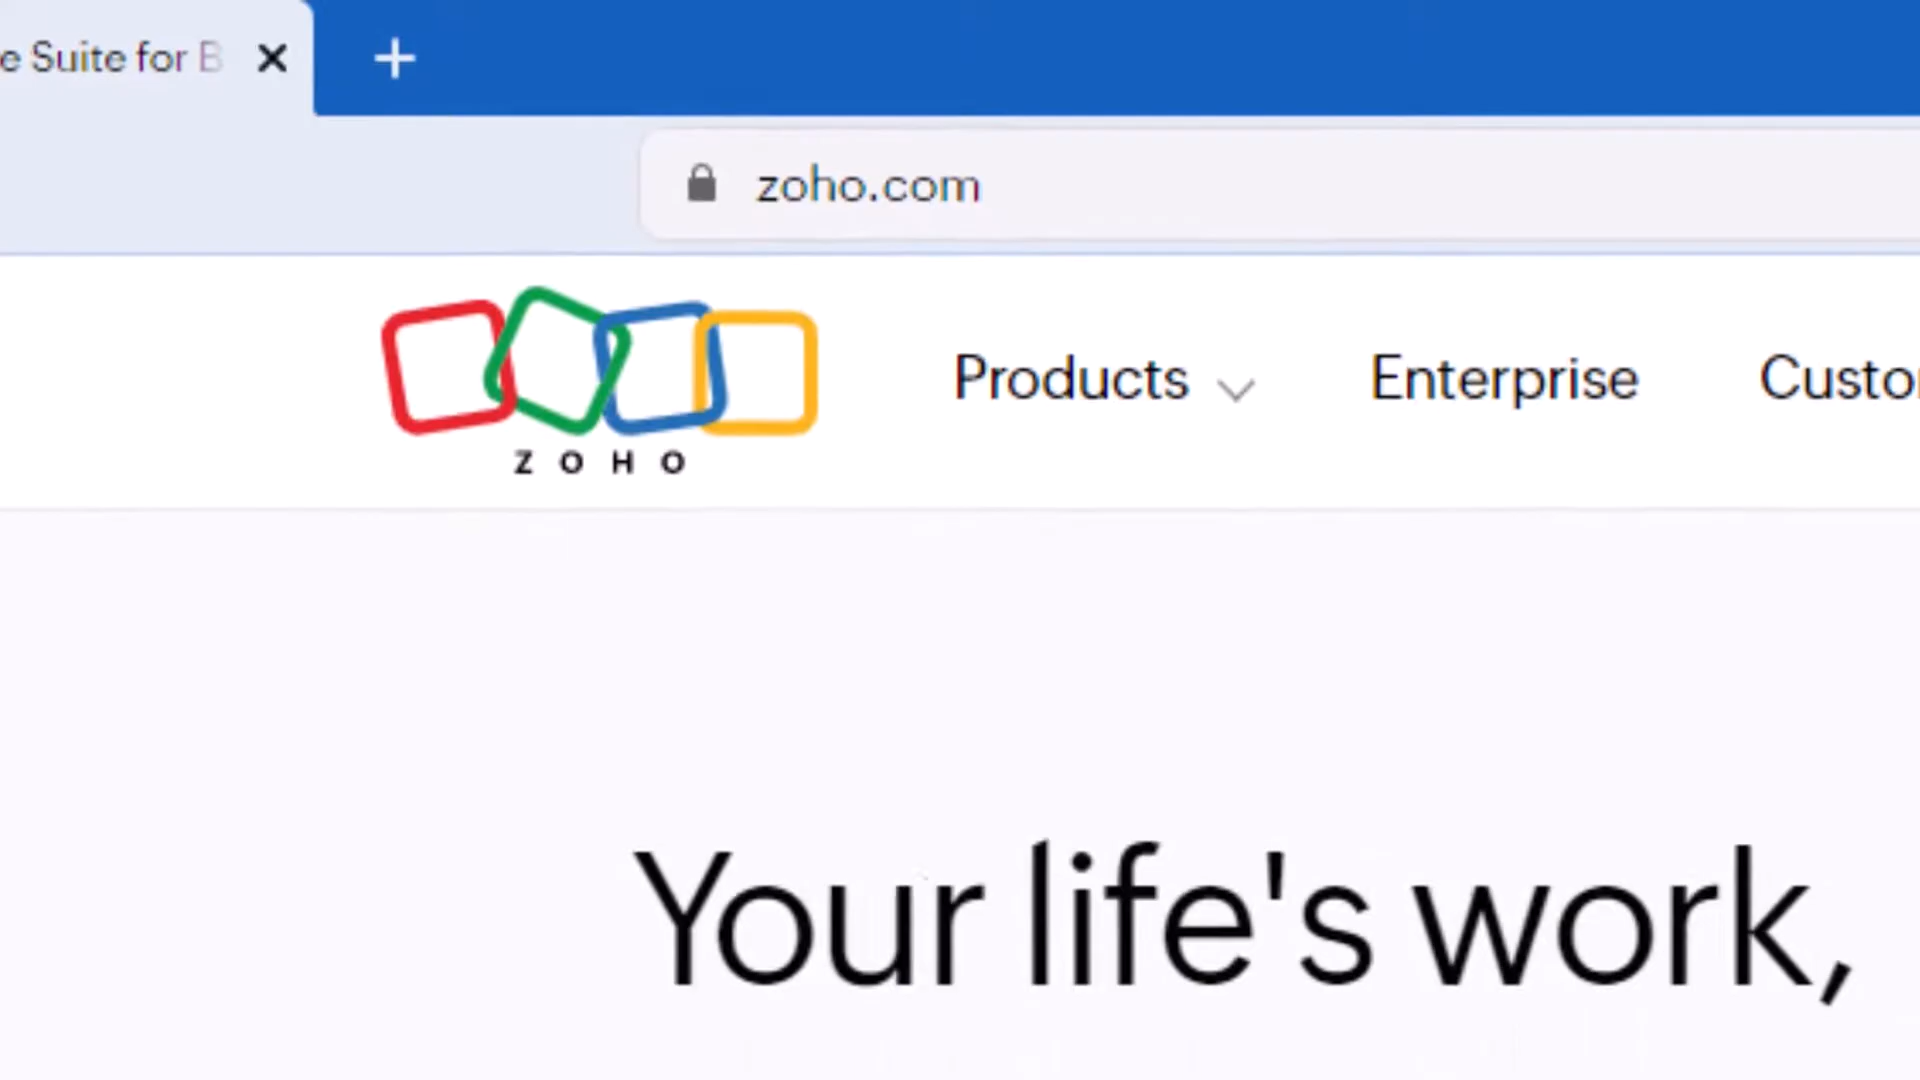 e Suite for B
zoho.com
ZOHO
Products
Enterprise
Custo
Your life's work,